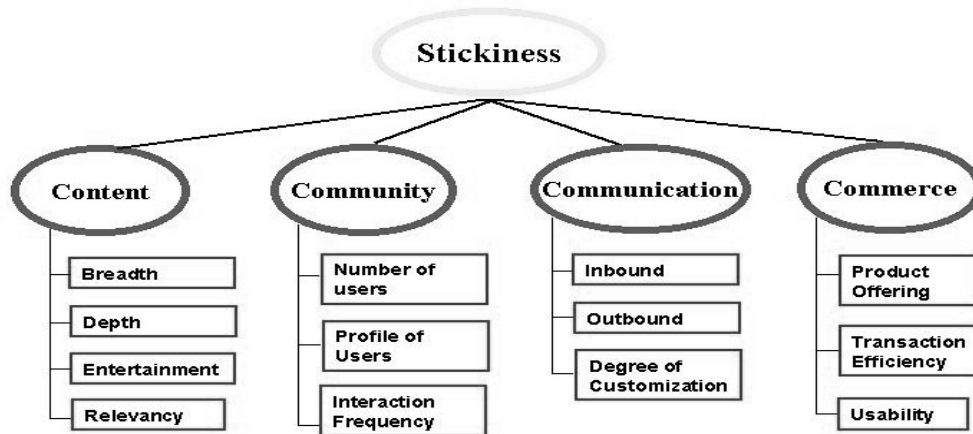 Stickiness
Content
Community
Communication
Commerce
Breadth
Depth
Entertainment
Relevancy
Number of
users
Profile of
Users
Interaction
Frequency
Inbound
Outbound
Degree of
Customization
Product
Offering
Transaction
Efficiency
Usability